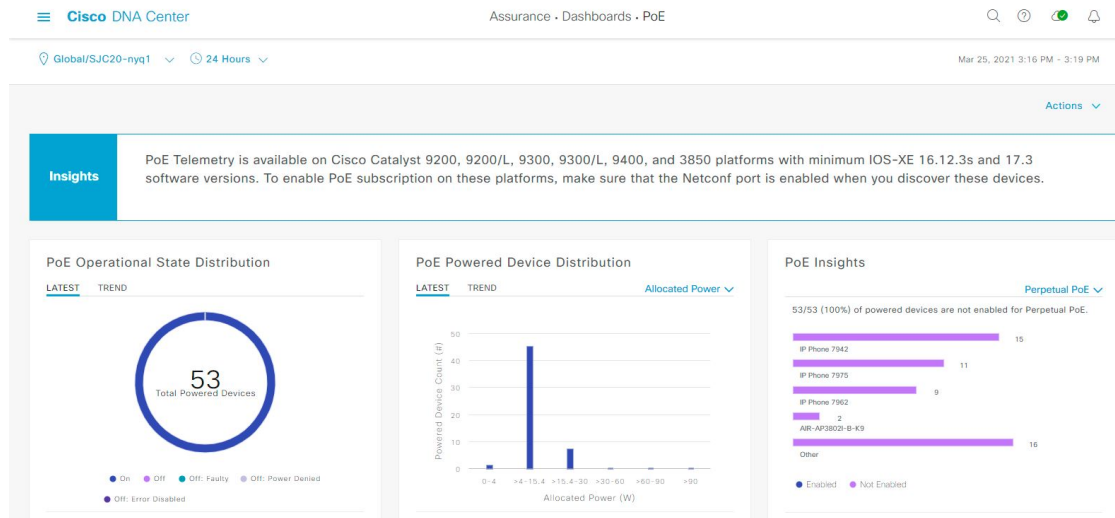 Cisco DNA Center
Assurance • Dashboards • PoE
Global/SJC20-nyq1
24 Hours
Mar 25, 2021 3:16 PM - 3:19 PM
Actions
Insights
PoE Telemetry is available on Cisco Catalyst 9200, 9200/L, 9300, 9300/L, 9400, and 3850 platforms with minimum IOS-XE 16.12.3s and 17.3
software versions. To enable PoE subscription on these platforms, make sure that the Netconf port is enabled when you discover these devices.
PoE Operational State Distribution
LATEST TREND
53
Total Powered Devices
On Off Off: Faulty Off: Power Denied
Off: Error Disabled
PoE Powered Device Distribution
LATEST TREND Allocated Power
Powered Device Count (#)
50
40
30
20
10
0
0-4 >4-15.4 >15.4-30 >30-60 >60-90 >90
Allocated Power (W)
PoE Insights
Perpetual PoE
53/53 (100%) of powered devices are not enabled for Perpetual PoE.
15
IP Phone 7942
11
IP Phone 7975
9
IP Phone 7962
2
AIR-AP3802I-B-K9
16
Other
Enabled Not Enabled